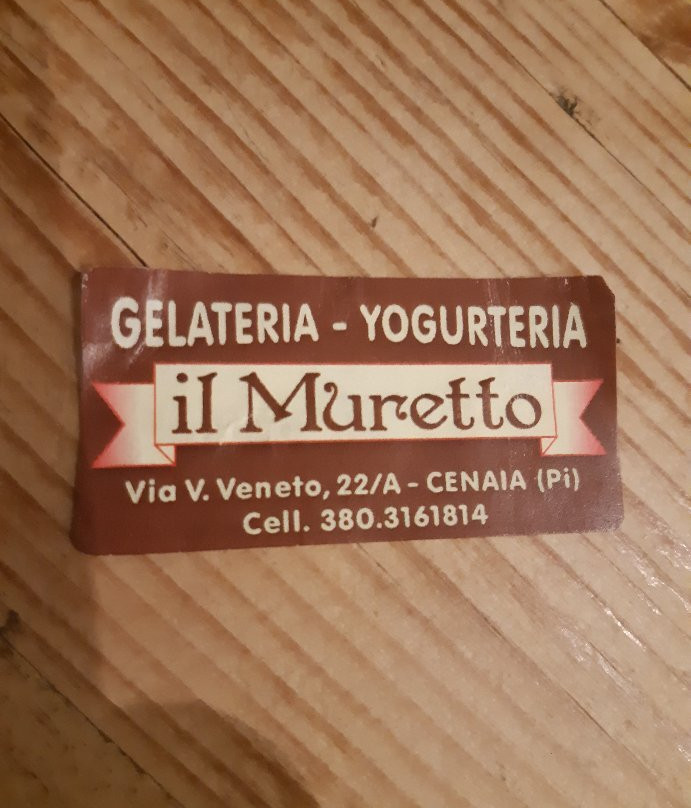 GELATERIA - YOGURTERIA
il Muretto
Via V. Veneto, 22/A - CENAIA (Pi)
Cell. 380.3161814